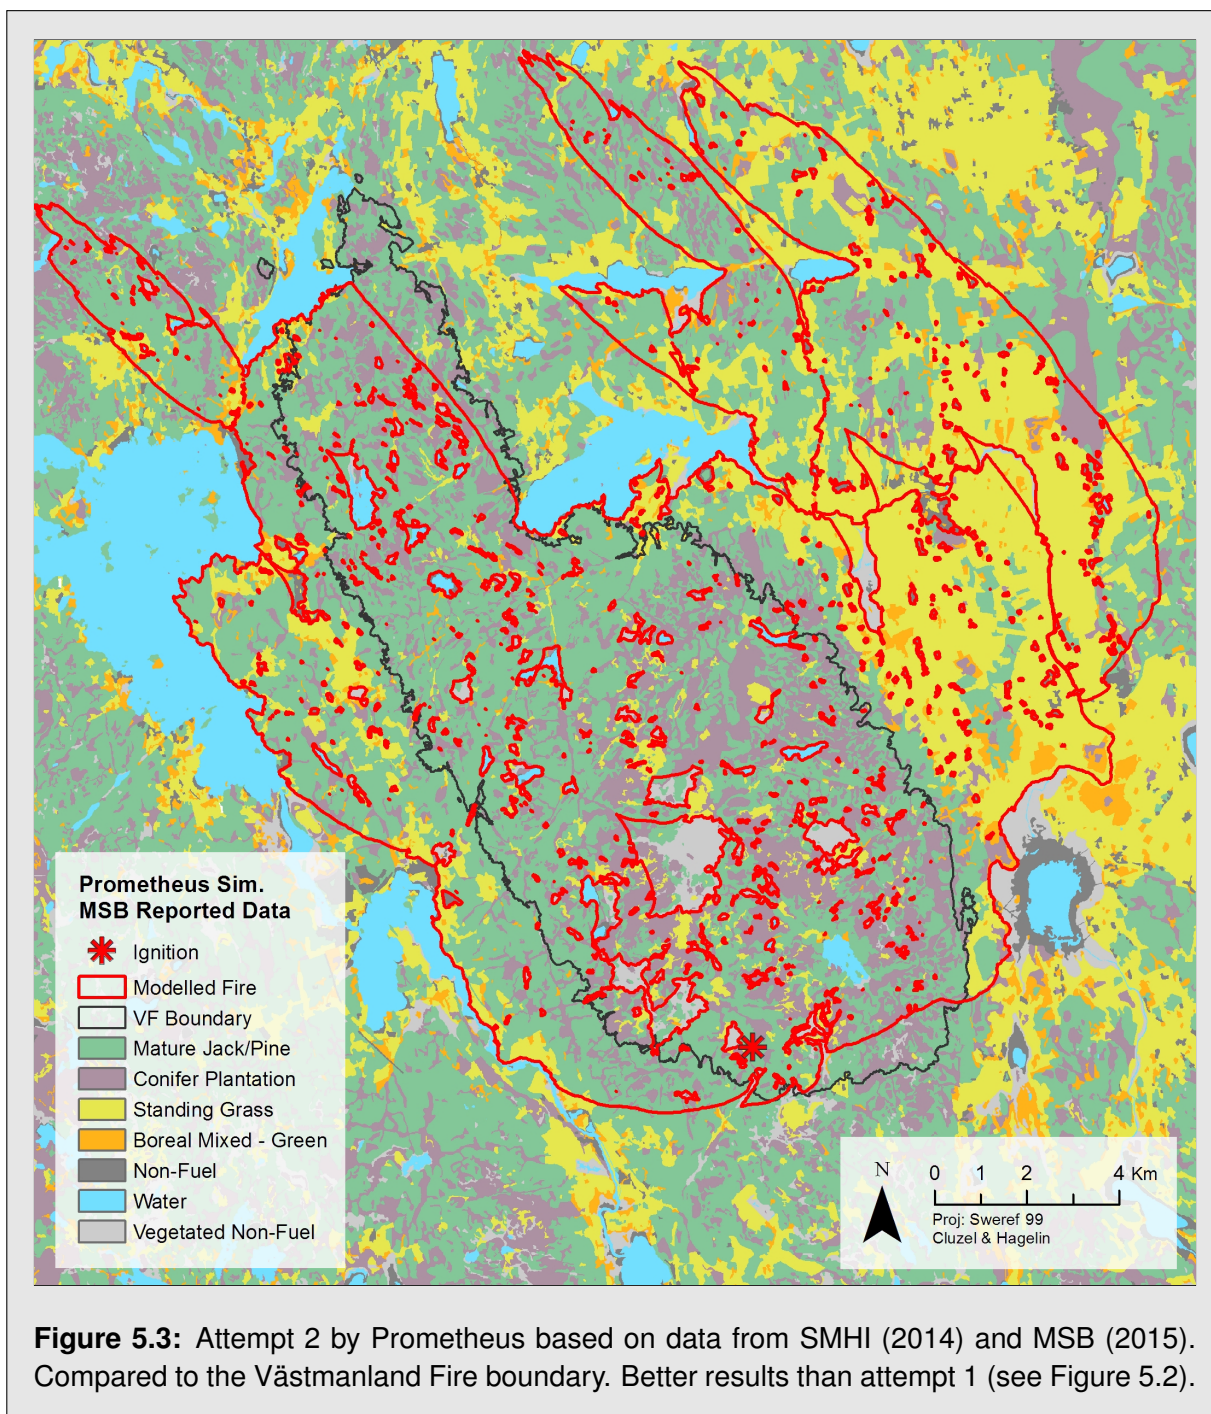 Prometheus Sim.
MSB Reported Data
Ignition
Modelled Fire
VF Boundary
Mature Jack/Pine
Conifer Plantation
Standing Grass
Boreal Mixed - Green
Non-Fuel
Water
Vegetated Non-Fuel
N
0 1 2 4 Km
Proj: Sweref 99
Cluzel & Hagelin
Figure 5.3: Attempt 2 by Prometheus based on data from SMHI (2014) and MSB (2015).
Compared to the Västmanland Fire boundary. Better results than attempt 1 (see Figure 5.2).